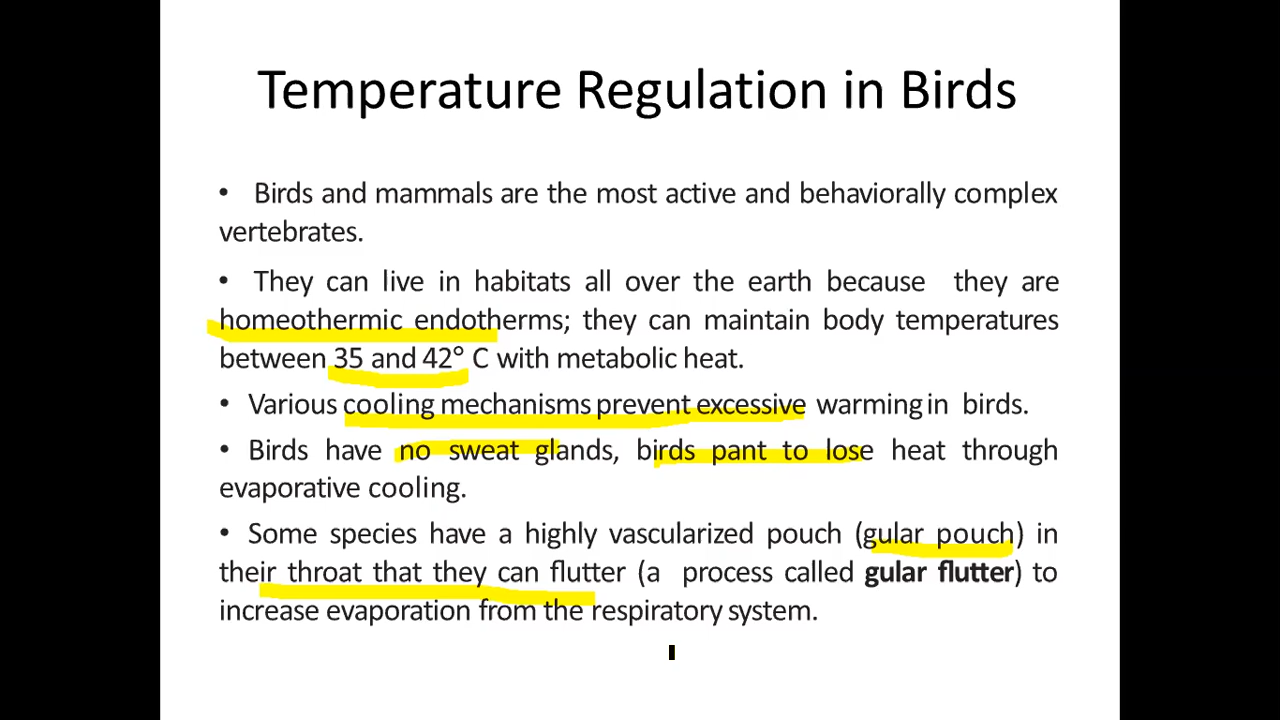 Temperature Regulation in Birds
• Birds and mammals are the most active and behaviorally complex
vertebrates.
• They can live in habitats all over the earth because they are
homeothermic endotherms; they can maintain body temperatures
between 35 and 42° C with metabolic heat.
• Various cooling mechanisms prevent excessive warming in birds.
• Birds have no sweat glands, birds pant to lose heat through
evaporative cooling.
• Some species have a highly vascularized pouch (gular pouch) in
their throat that they can flutter (a process called gular flutter) to
increase evaporation from the respiratory system.